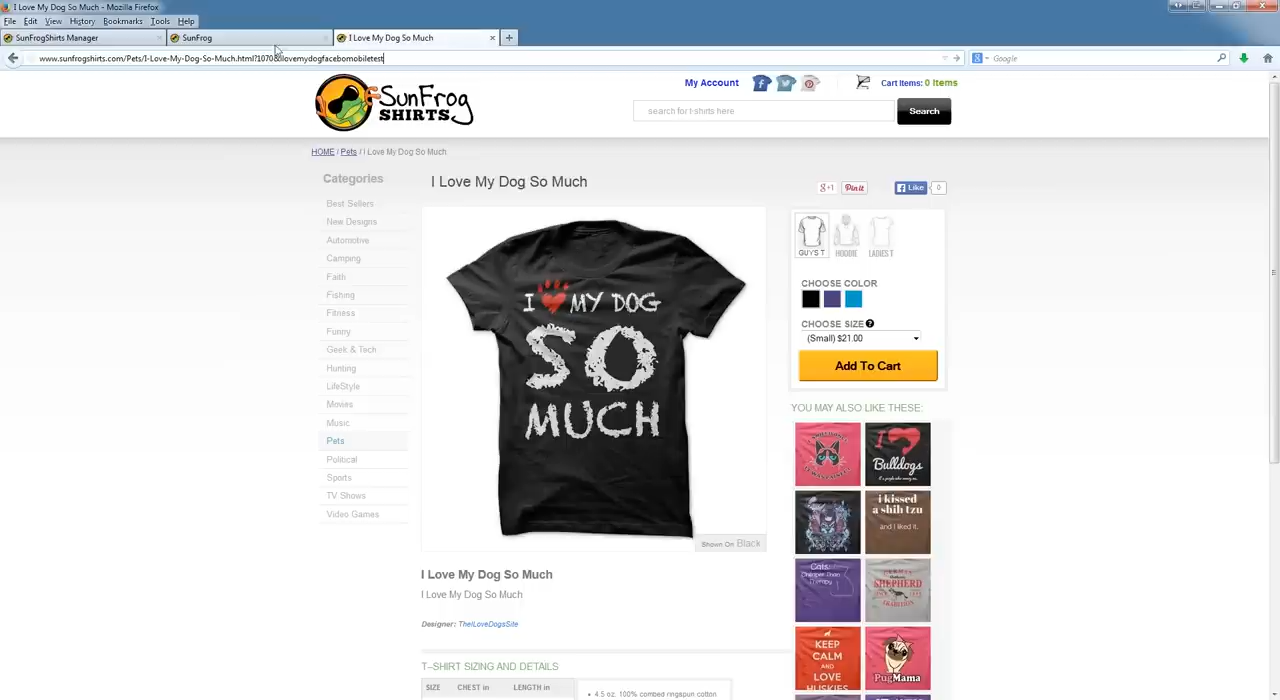 I Love My Dog So Much - Mozilla Firefox
File Edit View History Bookmarks Tools Help
SunFrogShirts Manager
SunFrog
I Love My Dog So Much
www.sunfrogshirts.com/Pets/I-Love-My-Dog-So-Much.html?1070&ilovemydogfacebomobiletest
Google
SunFrog
SHIRTS
My Account
Cart Items: 0 Items
search for t-shirts here
Search
HOME / Pets / I Love My Dog So Much
Categories
Best Sellers
New Designs
Automotive
Camping
Faith
Fishing
Fitness
Funny
Geek & Tech
Hunting
LifeStyle
Movies
Music
Pets
Political
Sports
TV Shows
Video Games
I Love My Dog So Much
g+1
Pin it
Like
0
I MY DOG
SO
MUCH
Shown On Black
GUYS T
HOODIE
LADIES T
CHOOSE COLOR
CHOOSE SIZE ?
(Small) $21.00
Add To Cart
YOU MAY ALSO LIKE THESE:
I
Bulldogs
i kissed
a shih tzu
and I liked it.
Cats:
Cheaper Than
Therapy
GERMAN
SHEPHERD
TRADITION
KEEP
CALM
AND
LOVE
HUSKIES
PugMama
I Love My Dog So Much
I Love My Dog So Much
Designer: TheILoveDogsSite
T-SHIRT SIZING AND DETAILS
SIZE CHEST in LENGTH in
• 4.5 oz. 100% combed ringspun cotton